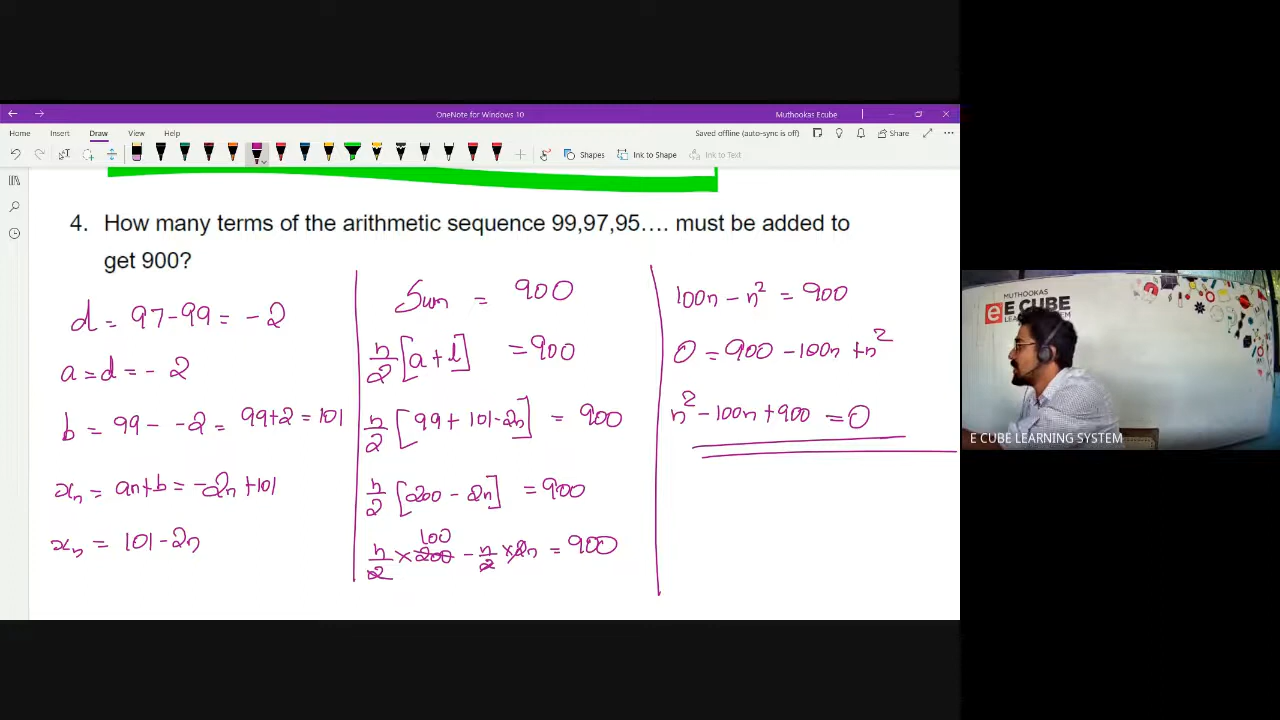 OneNote for Windows 10
Muthookas Ecube
Home Insert Draw View Help
Saved offline (auto-sync is off)
Share
Shapes
Ink to Shape
Ink to Text
4. How many terms of the arithmetic sequence 99,97,95…. must be added to
get 900?
d = 97-99 = -2
a = d = -2
b = 99 - -2 = 99+2 = 101
xₙ = an+b = -2n+101
xₙ = 101-2n
Sum = 900
n/2 [a+l] = 900
n/2 [99+101-2n] = 900
n/2 [200-2n] = 900
100
n/2 × 200 - n/2 × 2n = 900
100n - n² = 900
0 = 900 - 100n + n²
n² - 100n + 900 = 0
MUTHOOKAS
e E CUBE
E CUBE LEARNING SYSTEM